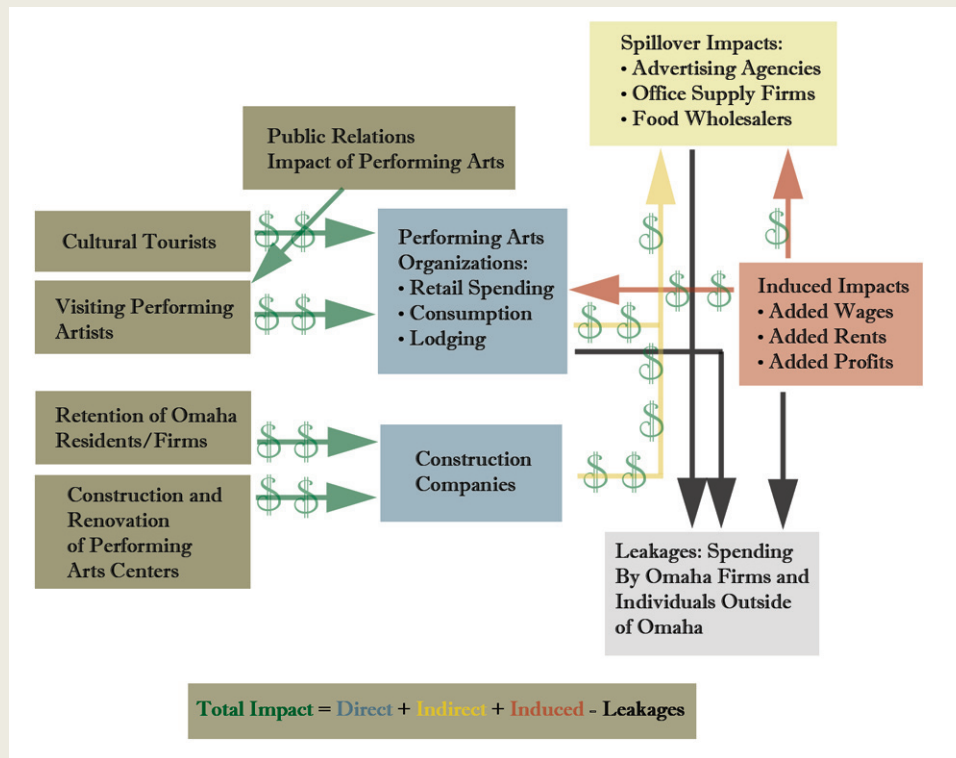 Spillover Impacts:
• Advertising Agencies
• Office Supply Firms
• Food Wholesalers
Public Relations
Impact of Performing Arts
Cultural Tourists
Visiting Performing
Artists
Performing Arts
Organizations:
• Retail Spending
• Consumption
• Lodging
Induced Impacts
• Added Wages
• Added Rents
• Added Profits
Retention of Omaha
Residents/Firms
Construction and
Renovation
of Performing
Arts Centers
Construction
Companies
Leakages: Spending
By Omaha Firms and
Individuals Outside
of Omaha
$ $
$ $
$ $
$ $
$
$
$ $
$ $
$
$
$ $
Total Impact = Direct + Indirect + Induced - Leakages